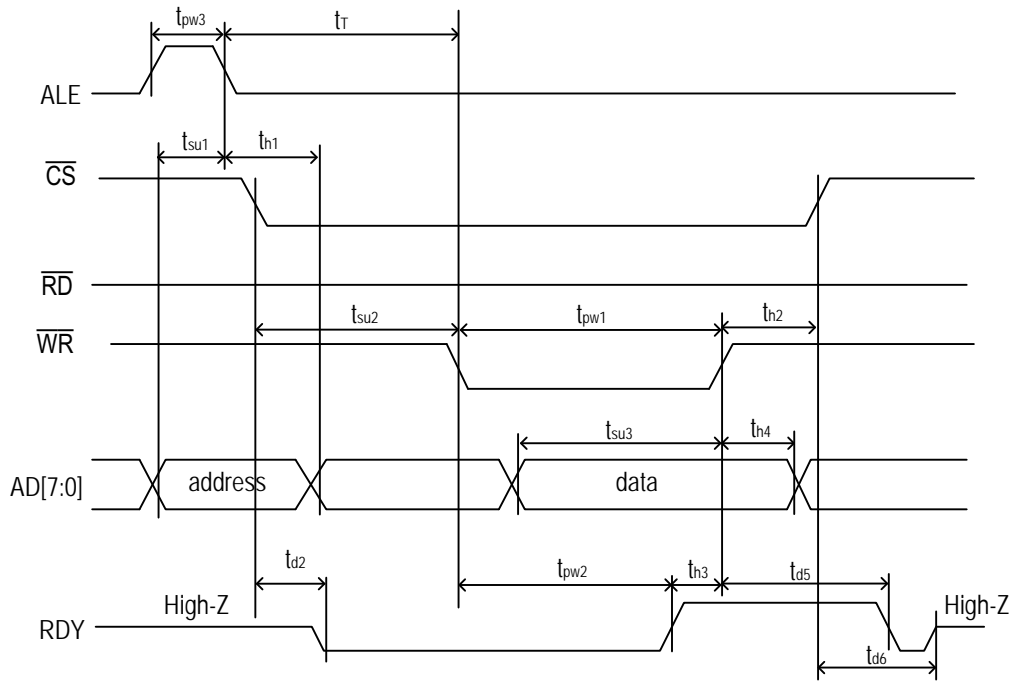 tpw3
tT
ALE
tsu1
th1
CS
RD
tsu2
tpw1
th2
WR
tsu3
th4
AD[7:0]
address
data
td2
tpw2
th3
td5
High-Z
High-Z
RDY
td6